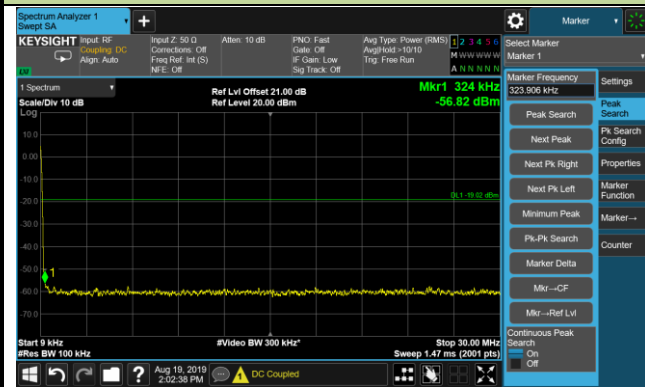 Spectrum Analyzer 1
Swept SA
Marker
KEYSIGHT
Input: RF
Coupling: DC
Align: Auto
Input Z: 50 Ω
Corrections: Off
Freq Ref: Int (S)
NFE: Off
Atten: 10 dB
PNO: Fast
Gate: Off
IF Gain: Low
Sig Track: Off
Avg Type: Power (RMS)
Avg|Hold:>10/10
Trig: Free Run
1 2 3 4 5 6
M W W W W W
A N N N N N
Select Marker
Marker 1
1 Spectrum
Scale/Div 10 dB
Log
Ref Lvl Offset 21.00 dB
Ref Level 20.00 dBm
Mkr1 324 kHz
-56.82 dBm
10.0
0.00
-10.0
-20.0
-30.0
-40.0
-50.0
-60.0
-70.0
DL1 -19.02 dBm
1
Start 9 kHz
#Res BW 100 kHz
#Video BW 300 kHz*
Stop 30.00 MHz
Sweep 1.47 ms (2001 pts)
Marker Frequency
323.906 kHz
Peak Search
Next Peak
Next Pk Right
Next Pk Left
Minimum Peak
Pk-Pk Search
Marker Delta
Mkr→CF
Mkr→Ref Lvl
Continuous Peak
Search
On
Off
Settings
Peak
Search
Pk Search
Config
Properties
Marker
Function
Marker→
Counter
Aug 19, 2019
2:02:38 PM
DC Coupled